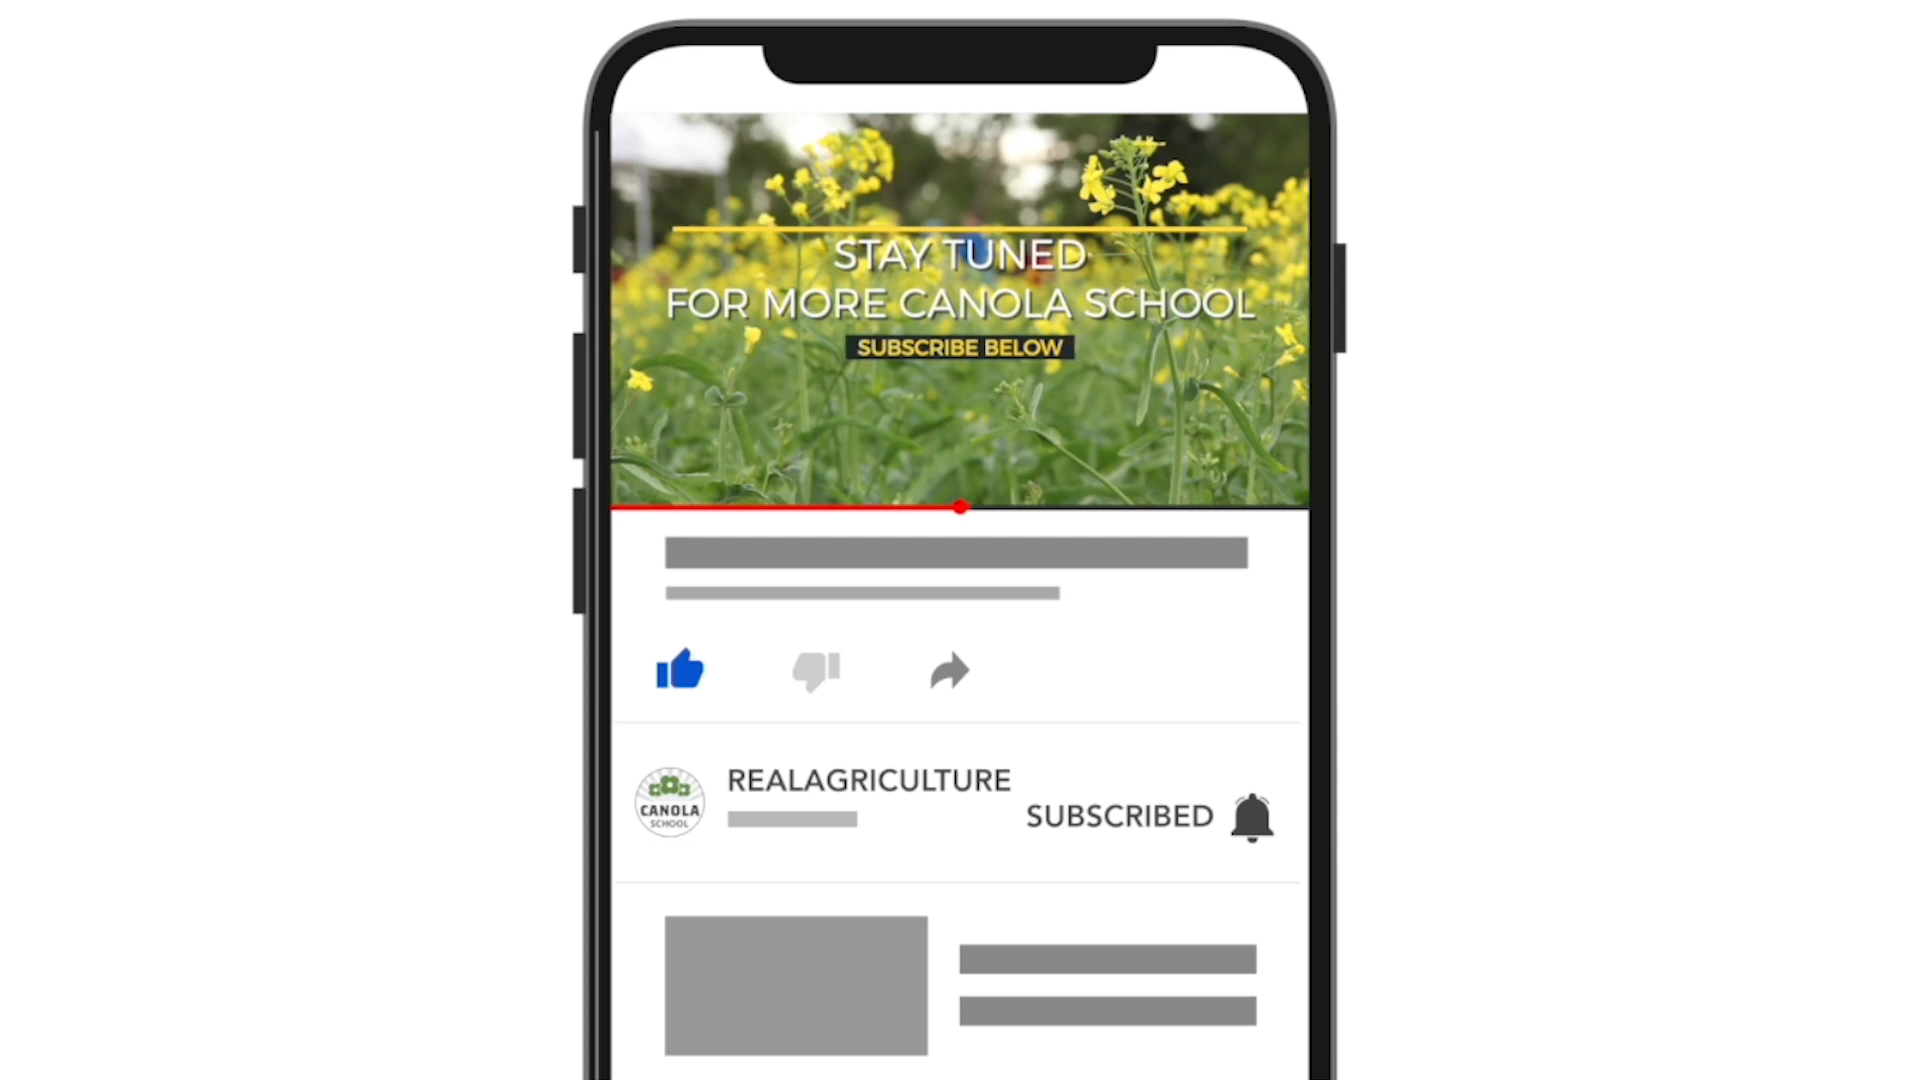 STAY TUNED
FOR MORE CANOLA SCHOOL
SUBSCRIBE BELOW
REALAGRICULTURE
SUBSCRIBED
CANOLA
SCHOOL